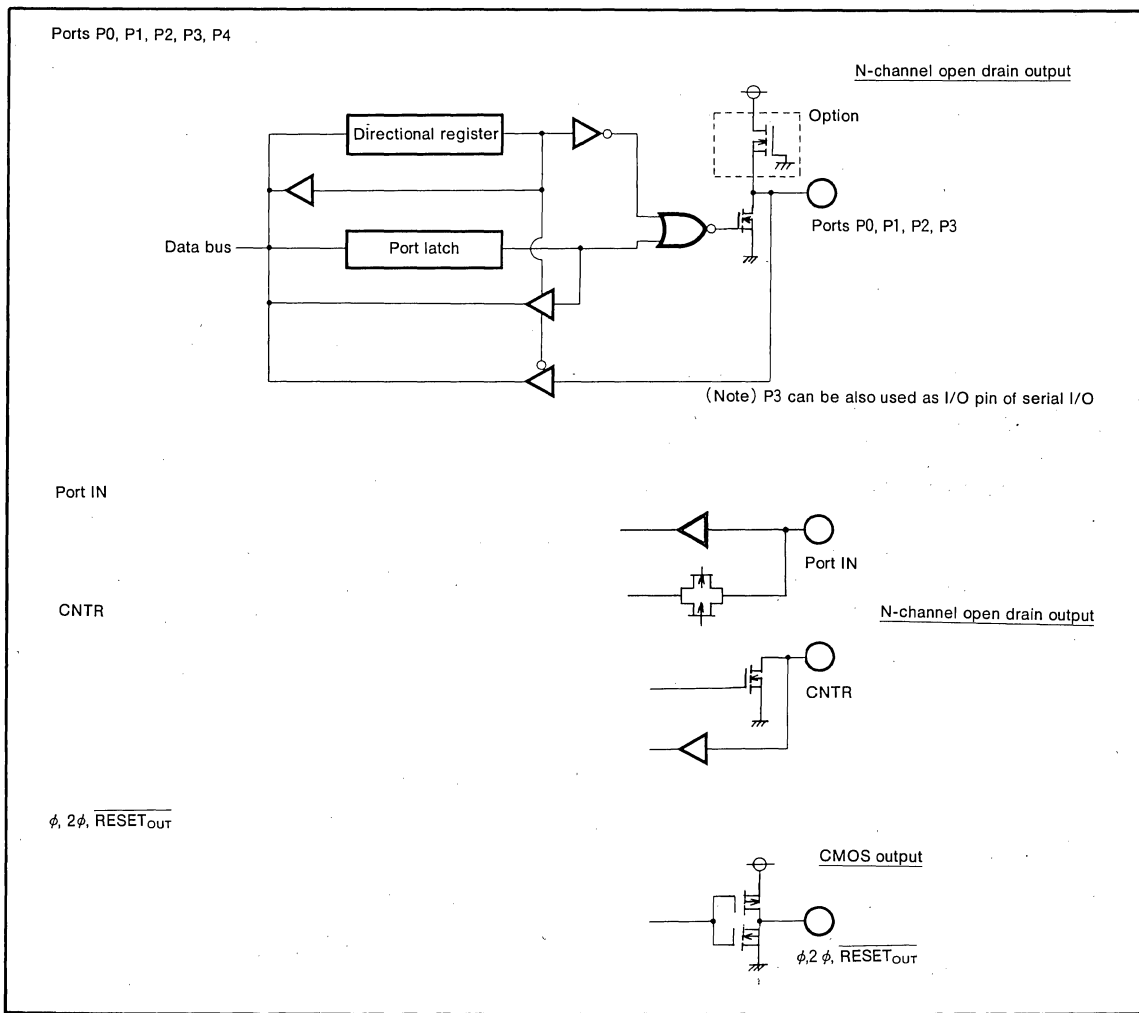 Ports P0, P1, P2, P3, P4
N-channel open drain output
Option
Directional register
Ports P0, P1, P2, P3
Data bus
Port latch
(Note) P3 can be also used as I/O pin of serial I/O
Port IN
Port IN
CNTR
N-channel open drain output
CNTR
ϕ, 2ϕ, R̅E̅S̅E̅T̅O̅U̅T̅
CMOS output
ϕ,2 ϕ, R̅E̅S̅E̅T̅O̅U̅T̅